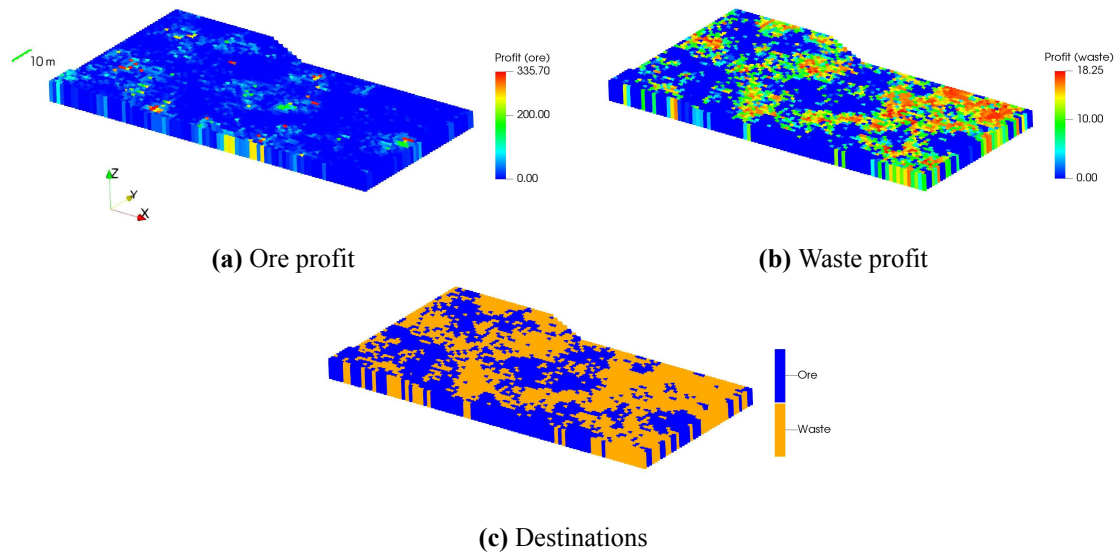 10 m
Profit (ore)
335.70
200.00
0.00
Z
Y
X
(a) Ore profit
Profit (waste)
18.25
10.00
0.00
(b) Waste profit
Ore
Waste
(c) Destinations